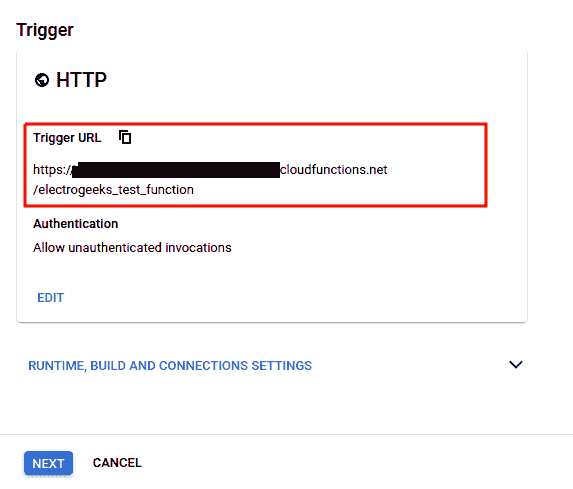 Trigger
HTTP
Trigger URL
https://cloudfunctions.net
/electrogeeks_test_function
Authentication
Allow unauthenticated invocations
EDIT
RUNTIME, BUILD AND CONNECTIONS SETTINGS
NEXT CANCEL